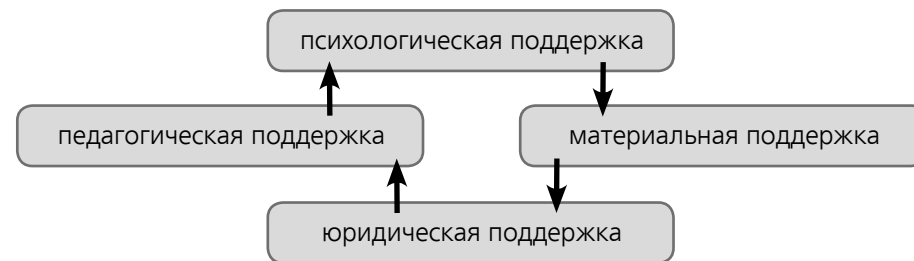 психологическая поддержка
педагогическая поддержка
материальная поддержка
юридическая поддержка